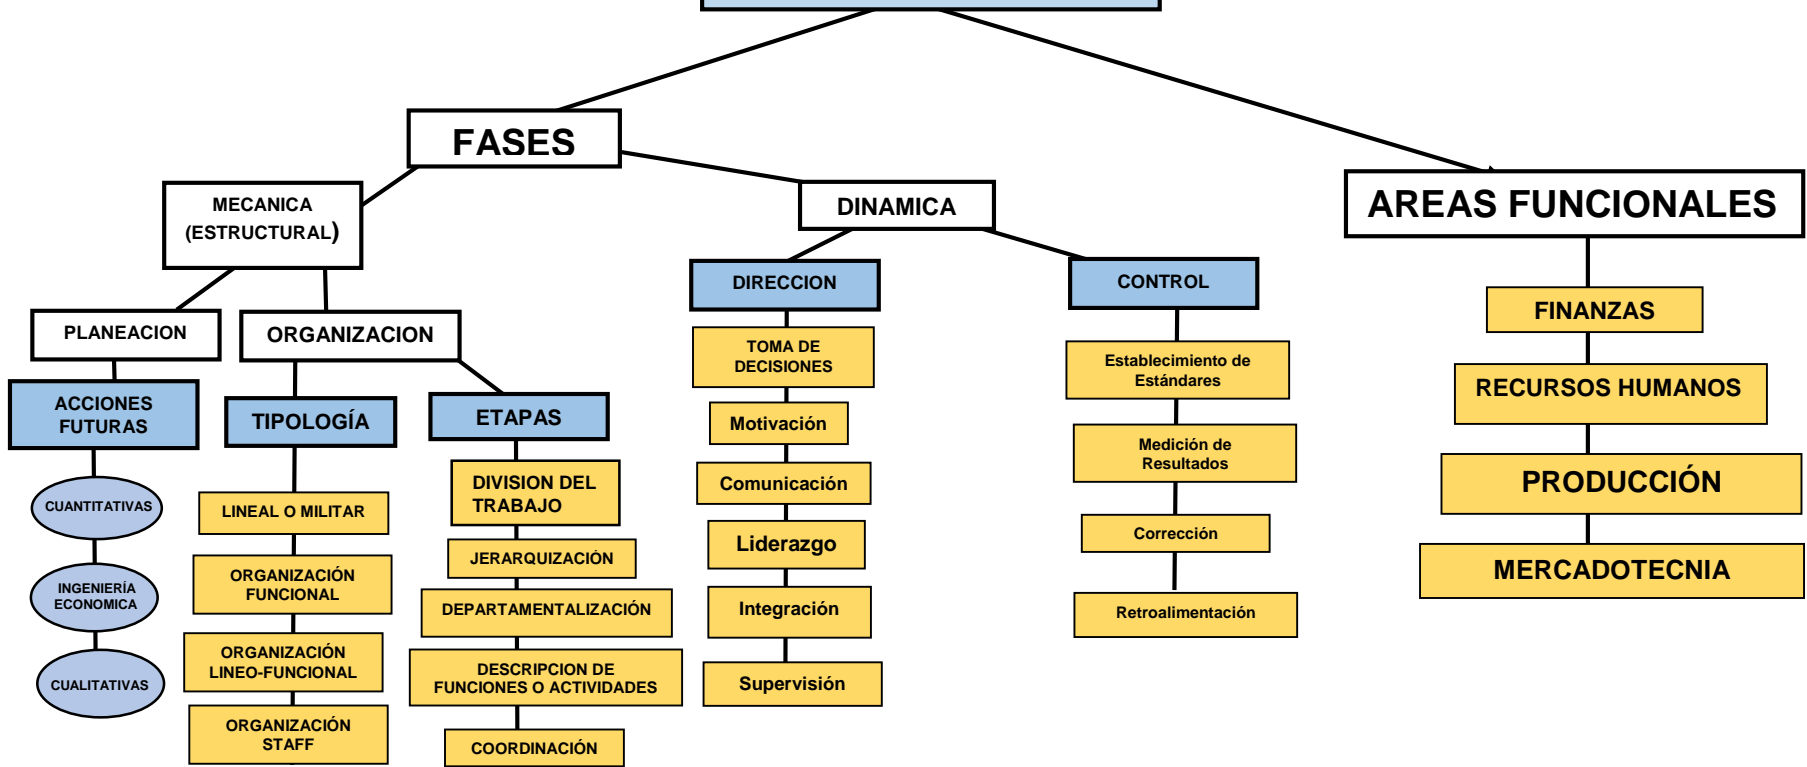 FASES
MECANICA
(ESTRUCTURAL)
DINAMICA
AREAS FUNCIONALES
PLANEACION
ORGANIZACION
DIRECCION
CONTROL
ACCIONES
FUTURAS
CUANTITATIVAS
INGENIERÍA
ECONOMICA
CUALITATIVAS
TIPOLOGÍA
LINEAL O MILITAR
ORGANIZACIÓN
FUNCIONAL
ORGANIZACIÓN
LINEO-FUNCIONAL
ORGANIZACIÓN
STAFF
ETAPAS
DIVISION DEL
TRABAJO
JERARQUIZACIÓN
DEPARTAMENTALIZACIÓN
DESCRIPCION DE
FUNCIONES O ACTIVIDADES
COORDINACIÓN
TOMA DE
DECISIONES
Motivación
Comunicación
Liderazgo
Integración
Supervisión
Establecimiento de
Estándares
Medición de
Resultados
Corrección
Retroalimentación
FINANZAS
RECURSOS HUMANOS
PRODUCCIÓN
MERCADOTECNIA